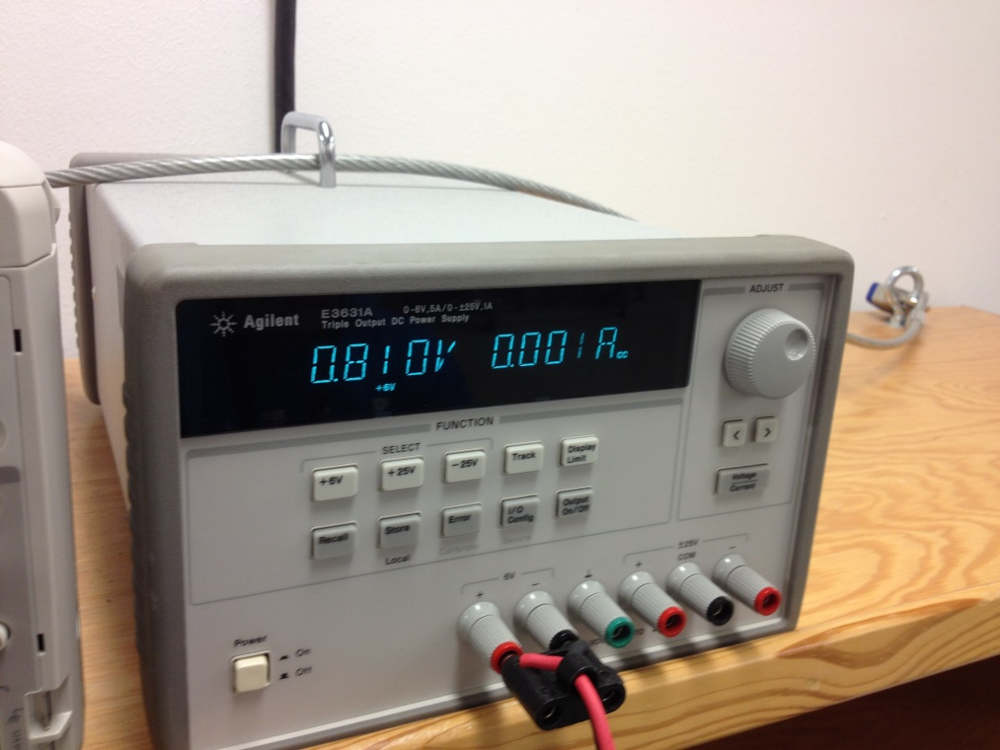 Agilent
E3631A 0-6V,5A/0-±25V,1A
Triple Output DC Power Supply
0.810V 0.001A CC
+6V
ADJUST
FUNCTION
SELECT
+6V +25V -25V Track Display Limit
Recall Store Error I/O Config Output On/Off
Local
< >
Voltage Current
6V
+ -
±25V
+ COM -
Power
On
Off